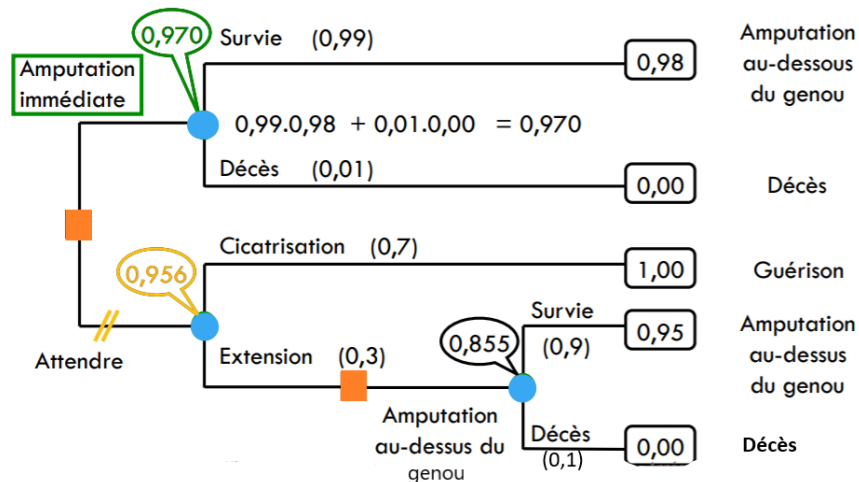 0,970
Survie (0,99)
Amputation
immédiate
0,98
Amputation
au-dessous
du genou
0,99.0,98 + 0,01.0,00 = 0,970
Décès (0,01)
0,00
Décès
Cicatrisation (0,7)
0,956
1,00
Guérison
Attendre
Extension (0,3)
0,855
Survie
(0,9)
0,95
Amputation
au-dessus
du genou
Amputation
au-dessus du
genou
Décès
(0,1)
0,00
Décès